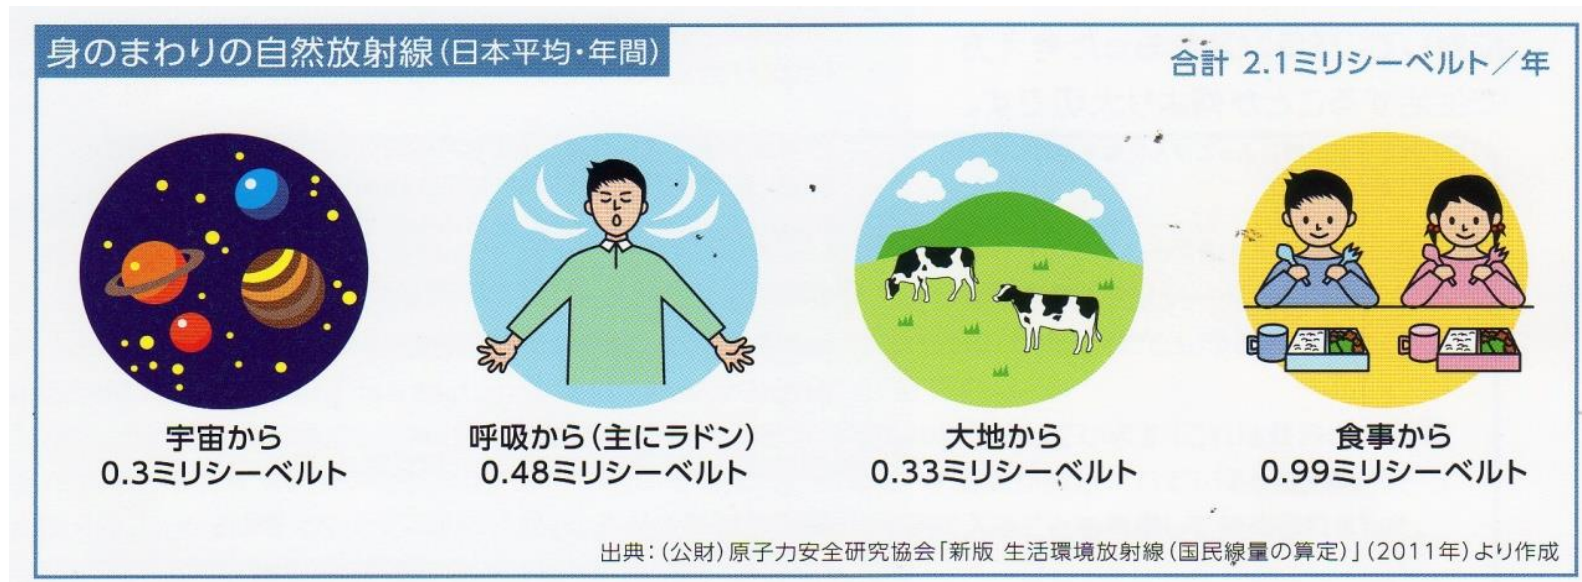 身のまわりの自然放射線(日本平均・年間)
合計 2.1ミリシーベルト／年
宇宙から
0.3ミリシーベルト
呼吸から(主にラドン)
0.48ミリシーベルト
大地から
0.33ミリシーベルト
食事から
0.99ミリシーベルト
出典:(公財)原子力安全研究協会「新版 生活環境放射線(国民線量の算定)」(2011年)より作成